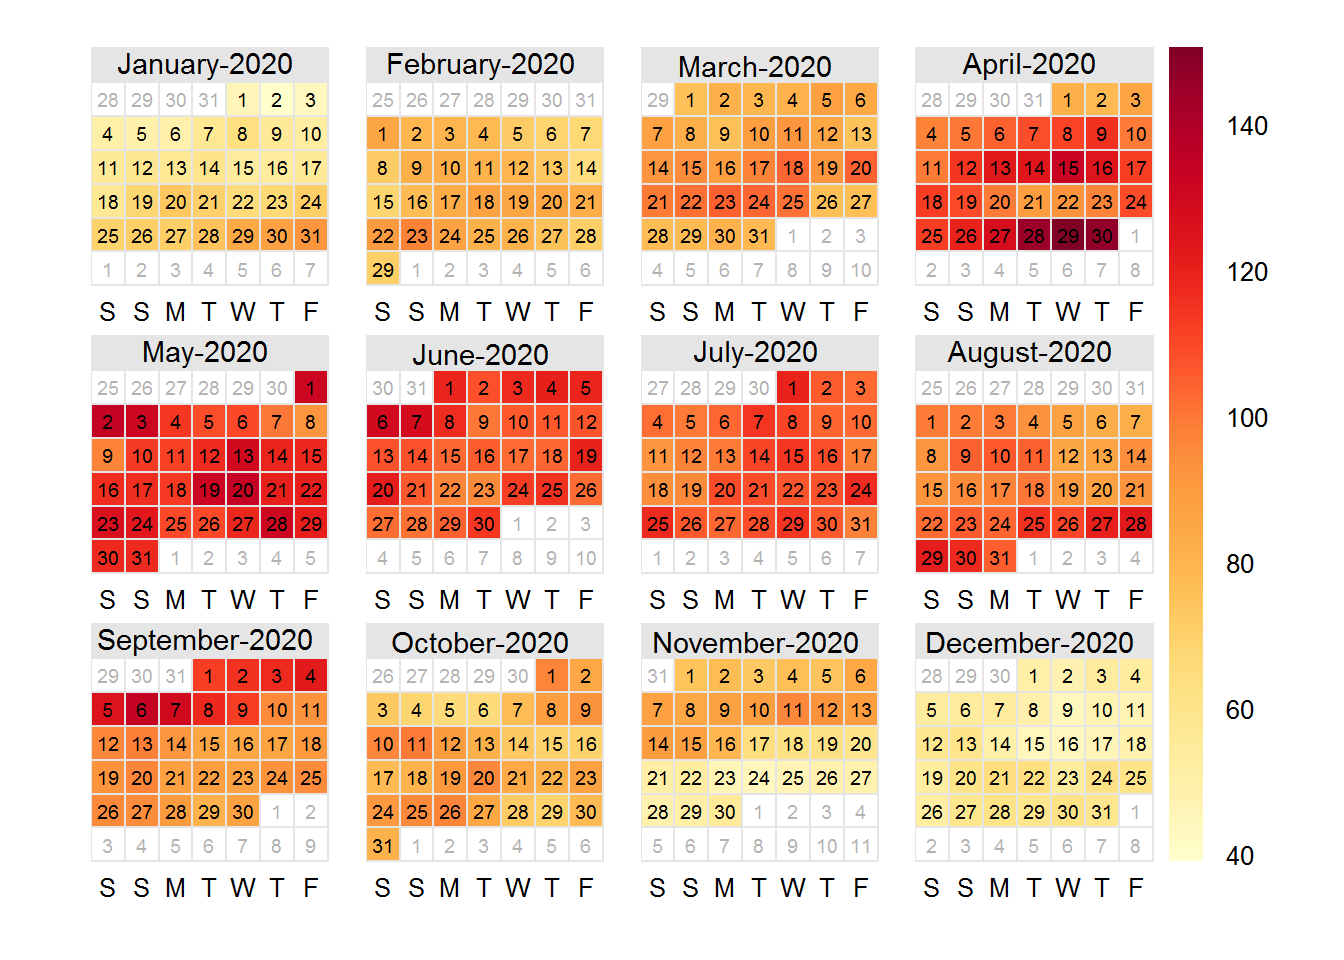 January-2020 February-2020 March-2020 April-2020
28 29 30 31 1 2 3 25 26 27 28 29 30 31 29 1 2 3 4 5 6 28 29 30 31 1 2 3
4 5 6 7 8 9 10 1 2 3 4 5 6 7 7 8 9 10 11 12 13 4 5 6 7 8 9 10
140
11 12 13 14 15 16 17 8 9 10 11 12 13 14 14 15 16 17 18 19 20 11 12 13 14 15 16 17
18 19 20 21 22 23 24 15 16 17 18 19 20 21 21 22 23 24 25 26 27 18 19 20 21 22 23 24
25 26 27 28 29 30 31 22 23 24 25 26 27 28 28 29 30 31 1 2 3 25 26 27 28 29 30 1
1 2 3 4 5 6 7 29 1 2 3 4 5 6 4 5 6 7 8 9 10 2 3 4 5 6 7 8
120
S S M T W T F S S M T W T F S S M T W T F S S M T W T F
May-2020 June-2020 July-2020 August-2020
25 26 27 28 29 30 1 30 31 1 2 3 4 5 27 28 29 30 1 2 3 25 26 27 28 29 30 31
2 3 4 5 6 7 8 6 7 8 9 10 11 12 4 5 6 7 8 9 10 1 2 3 4 5 6 7
100
9 10 11 12 13 14 15 13 14 15 16 17 18 19 11 12 13 14 15 16 17 8 9 10 11 12 13 14
16 17 18 19 20 21 22 20 21 22 23 24 25 26 18 19 20 21 22 23 24 15 16 17 18 19 20 21
23 24 25 26 27 28 29 27 28 29 30 1 2 3 25 26 27 28 29 30 31 22 23 24 25 26 27 28
30 31 1 2 3 4 5 4 5 6 7 8 9 10 1 2 3 4 5 6 7 29 30 31 1 2 3 4
80
S S M T W T F S S M T W T F S S M T W T F S S M T W T F
September-2020 October-2020 November-2020 December-2020
29 30 31 1 2 3 4 26 27 28 29 30 1 2 31 1 2 3 4 5 6 28 29 30 1 2 3 4
5 6 7 8 9 10 11 3 4 5 6 7 8 9 7 8 9 10 11 12 13 5 6 7 8 9 10 11
60
12 13 14 15 16 17 18 10 11 12 13 14 15 16 14 15 16 17 18 19 20 12 13 14 15 16 17 18
19 20 21 22 23 24 25 17 18 19 20 21 22 23 21 22 23 24 25 26 27 19 20 21 22 23 24 25
26 27 28 29 30 1 2 24 25 26 27 28 29 30 28 29 30 1 2 3 4 26 27 28 29 30 31 1
3 4 5 6 7 8 9 31 1 2 3 4 5 6 5 6 7 8 9 10 11 2 3 4 5 6 7 8
40
S S M T W T F S S M T W T F S S M T W T F S S M T W T F